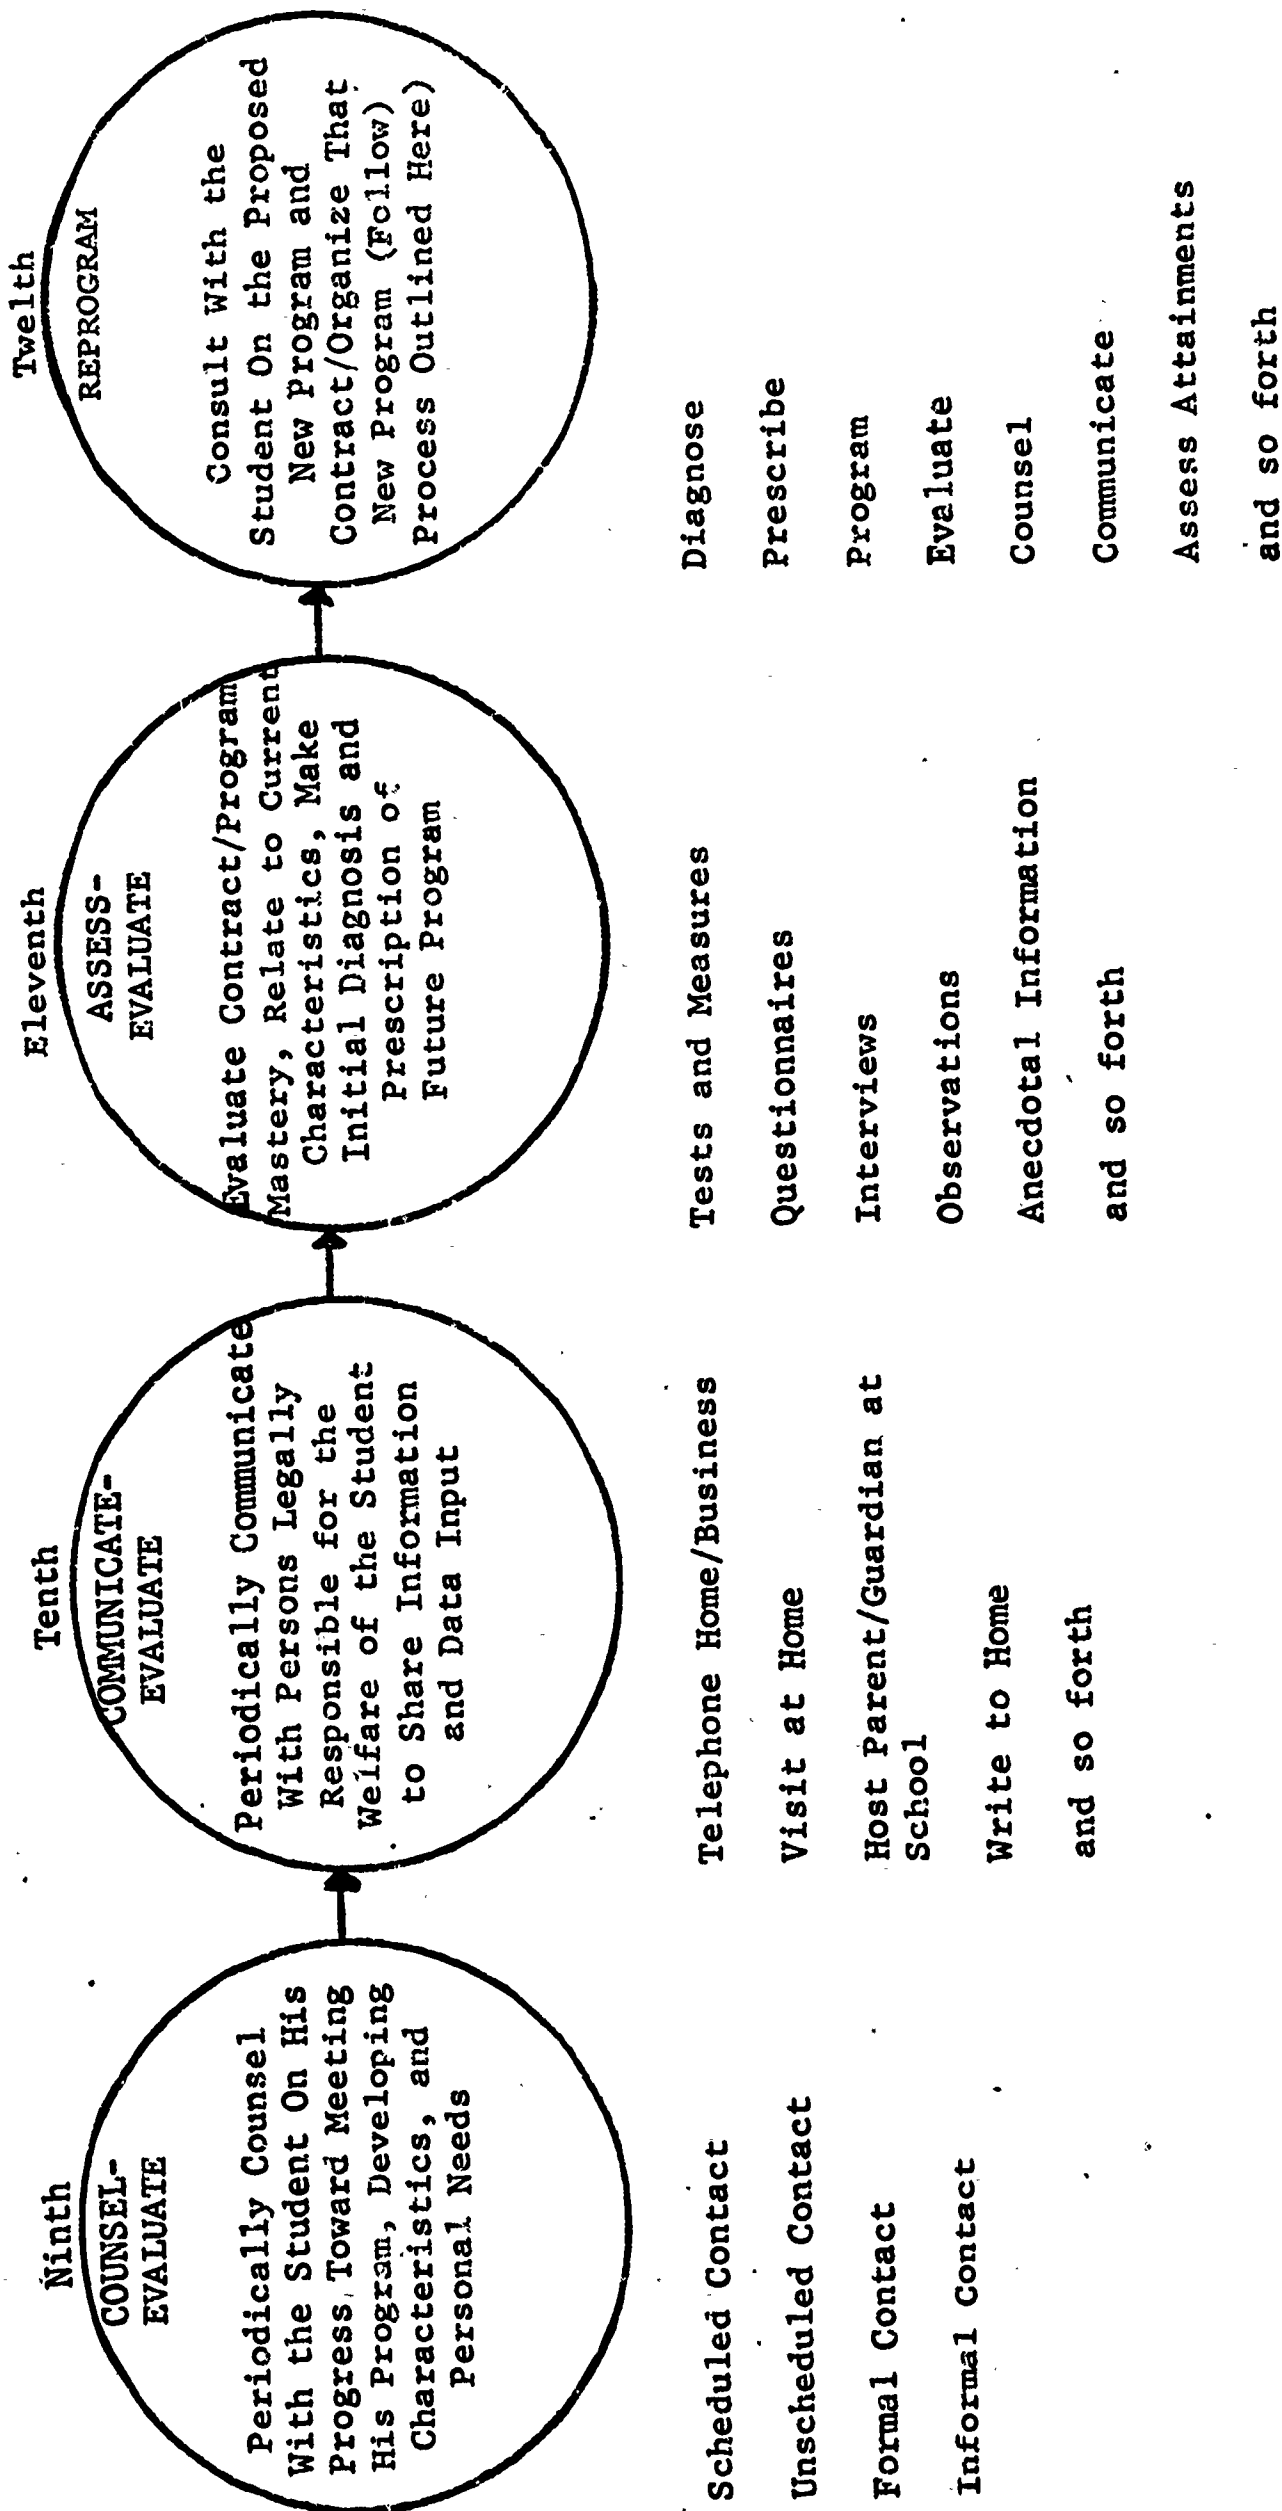 Ninth
COUNSEL-
EVALUATE
Periodically Counsel
With the Student On His
Progress Toward Meeting
His Program, Developing
Characteristics, and
Personal Needs
Scheduled Contact
Unscheduled Contact
Formal Contact
Informal Contact
Tenth
COMMUNICATE-
EVALUATE
Periodically Communicate
With Persons Legally
Responsible for the
Welfare of the Student
to Share Information
and Data Input
Telephone Home/Business
Visit at Home
Host Parent/Guardian at
School
Write to Home
and so forth
Eleventh
ASSESS-
EVALUATE
Evaluate Contract/Program
Mastery, Relate to Current
Characteristics, Make
Initial Diagnosis and
Prescription of
Future Program
Tests and Measures
Questionnaires
Interviews
Observations
Anecdotal Information
and so forth
Twelth
REPROGRAM
Consult With the
Student On the Proposed
New Program and
Contract/Organize That
New Program (Follow)
Process Outlined Here)
Diagnose
Prescribe
Program
Evaluate
Counsel
Communicate
Assess Attainments
and so forth